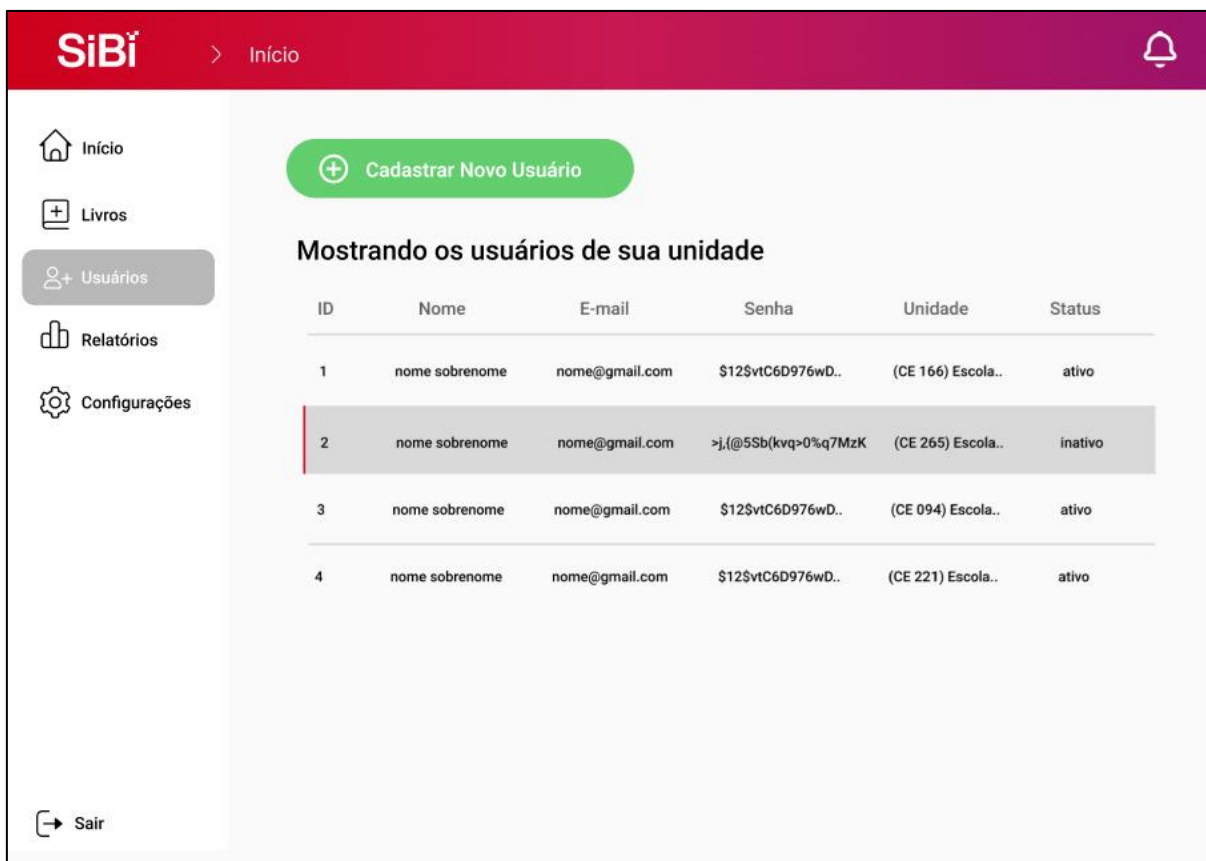 SiBi
Início
Início
Livros
Usuários
Relatórios
Configurações
Sair
Cadastrar Novo Usuário
Mostrando os usuários de sua unidade
ID Nome E-mail Senha Unidade Status
1 nome sobrenome nome@gmail.com $12$vtC6D976wD.. (CE 166) Escola.. ativo
2 nome sobrenome nome@gmail.com >j,{@5Sb(kvq>0%q7MzK (CE 265) Escola.. inativo
3 nome sobrenome nome@gmail.com $12$vtC6D976wD.. (CE 094) Escola.. ativo
4 nome sobrenome nome@gmail.com $12$vtC6D976wD.. (CE 221) Escola.. ativo